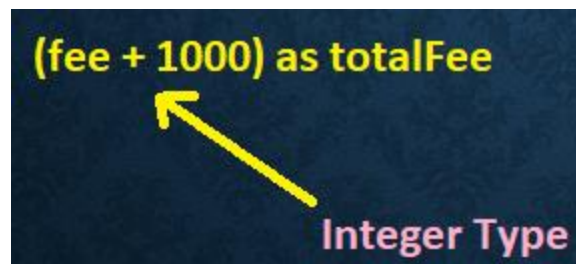 (fee + 1000) as totalFee
Integer Type